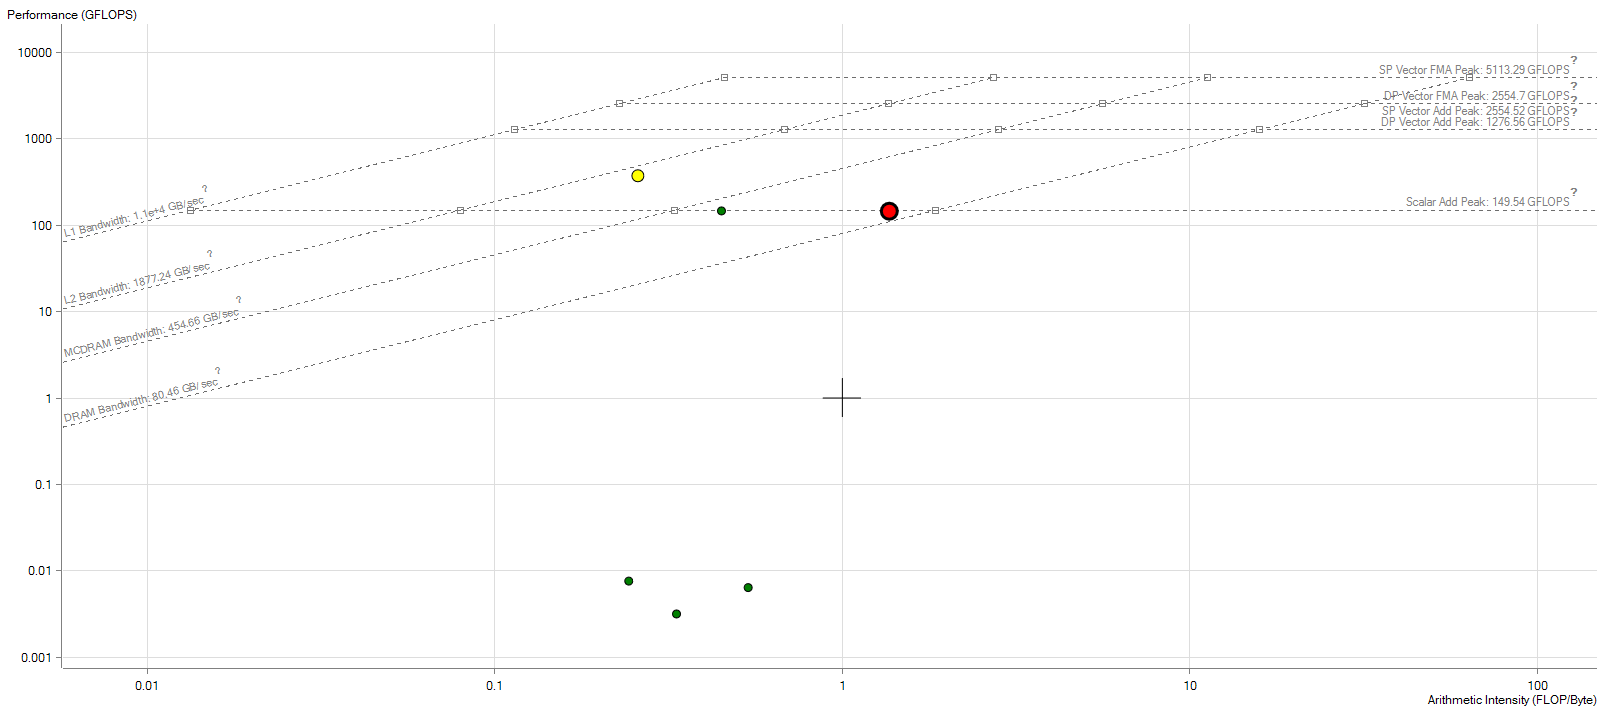 Performance (GFLOPS)
10000
1000
100
10
1
0.1
0.01
0.001
?
SP Vector FMA Peak: 5113.29 GFLOPS
?
DP Vector FMA Peak: 2554.7 GFLOPS
?
SP Vector Add Peak: 2554.52 GFLOPS
?
DP Vector Add Peak: 1276.56 GFLOPS
?
Scalar Add Peak: 149.54 GFLOPS
?
L1 Bandwidth: 1.1e+4 GB/sec
?
L2 Bandwidth: 1877.24 GB/sec
?
MCDRAM Bandwidth: 454.66 GB/sec
?
DRAM Bandwidth: 80.46 GB/sec
0.01
0.1
1
10
100
Arithmetic Intensity (FLOP/Byte)